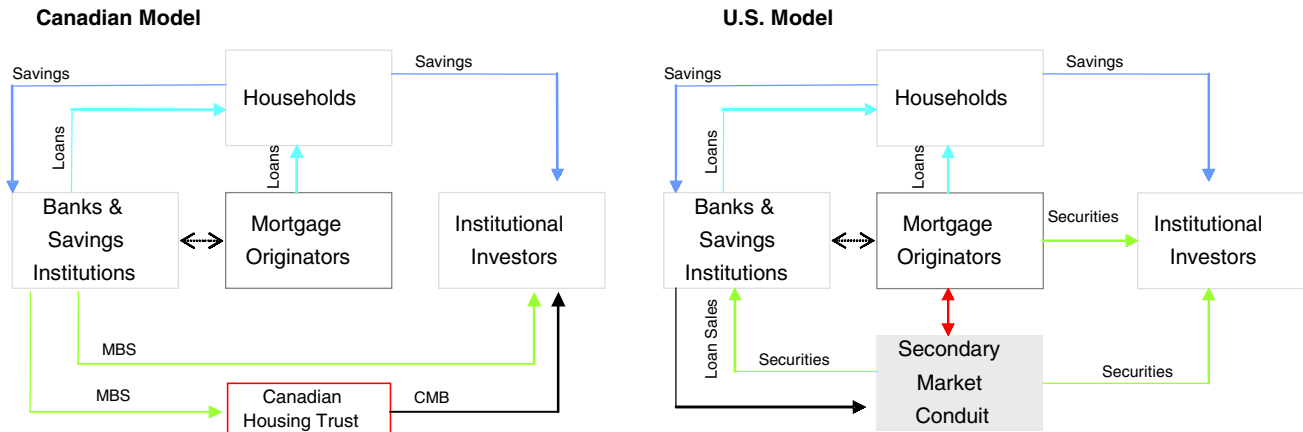 Canadian Model
Savings
Savings
Households
Loans
Loans
Banks &
Savings
Institutions
Mortgage
Originators
Institutional
Investors
MBS
MBS
Canadian
Housing Trust
CMB
U.S. Model
Savings
Savings
Households
Loans
Loans
Banks &
Savings
Institutions
Mortgage
Originators
Securities
Institutional
Investors
Loan Sales
Securities
Secondary
Market
Conduit
Securities